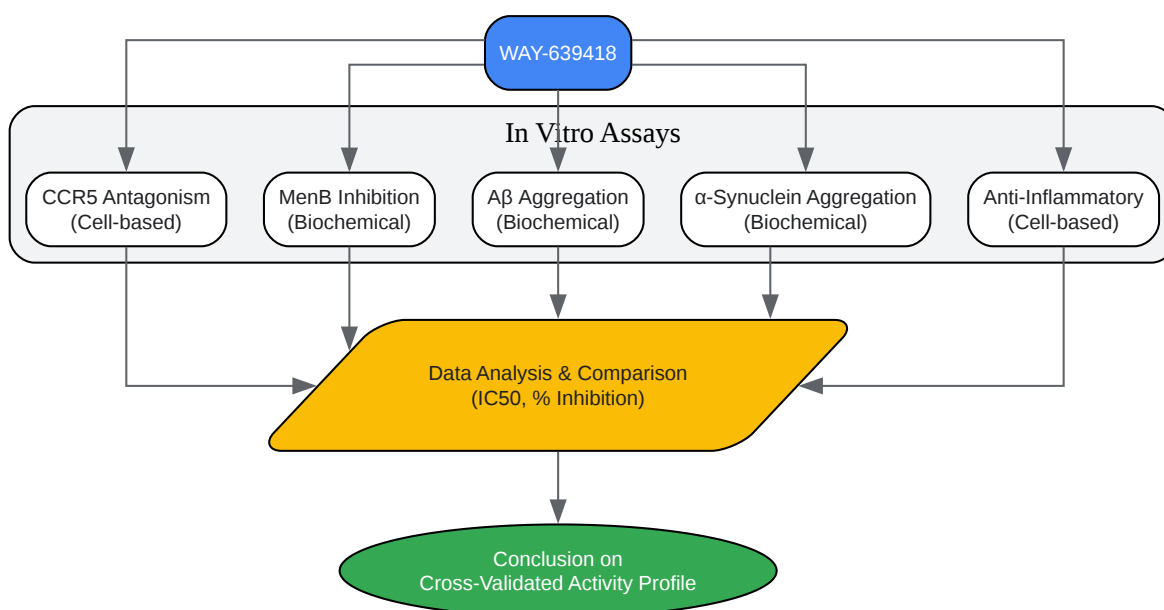 WAY-639418
In Vitro Assays
CCR5 Antagonism
(Cell-based)
MenB Inhibition
(Biochemical)
Aβ Aggregation
(Biochemical)
α-Synuclein Aggregation
(Biochemical)
Anti-Inflammatory
(Cell-based)
Data Analysis & Comparison
(IC50, % Inhibition)
Conclusion on
Cross-Validated Activity Profile